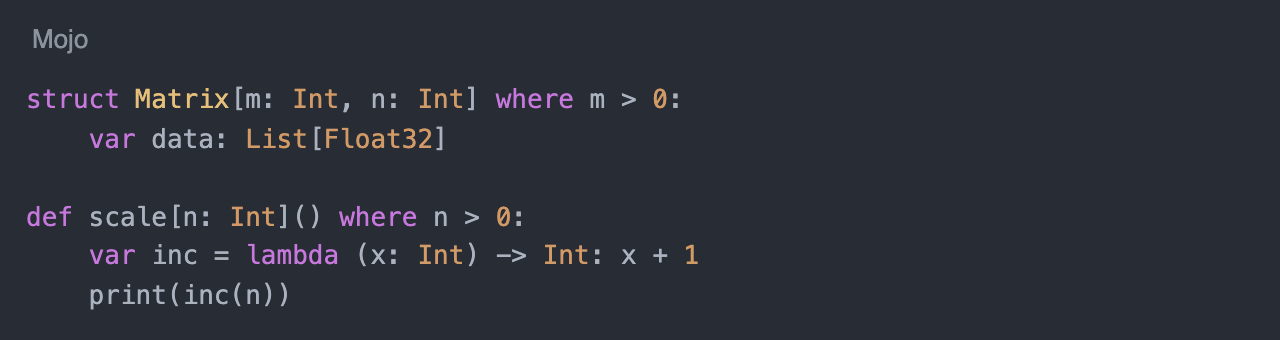 Mojo
struct Matrix[m: Int, n: Int] where m > 0:
    var data: List[Float32]
def scale[n: Int]() where n > 0:
    var inc = lambda (x: Int) -> Int: x + 1
    print(inc(n))